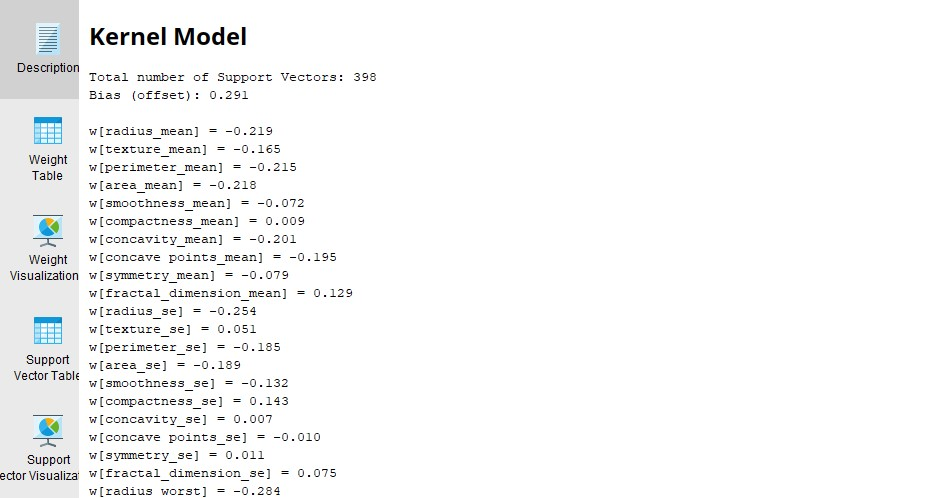 Description
Weight
Table
Weight
Visualization
Support
Vector Table
Support
ector Visualiza
Kernel Model
Total number of Support Vectors: 398
Bias (offset): 0.291
w[radius_mean] = -0.219
w[texture_mean] = -0.165
w[perimeter_mean] = -0.215
w[area_mean] = -0.218
w[smoothness_mean] = -0.072
w[compactness_mean] = 0.009
w[concavity_mean] = -0.201
w[concave points_mean] = -0.195
w[symmetry_mean] = -0.079
w[fractal_dimension_mean] = 0.129
w[radius_se] = -0.254
w[texture_se] = 0.051
w[perimeter_se] = -0.185
w[area_se] = -0.189
w[smoothness_se] = -0.132
w[compactness_se] = 0.143
w[concavity_se] = 0.007
w[concave points_se] = -0.010
w[symmetry_se] = 0.011
w[fractal_dimension_se] = 0.075
w[radius_worst] = -0.284